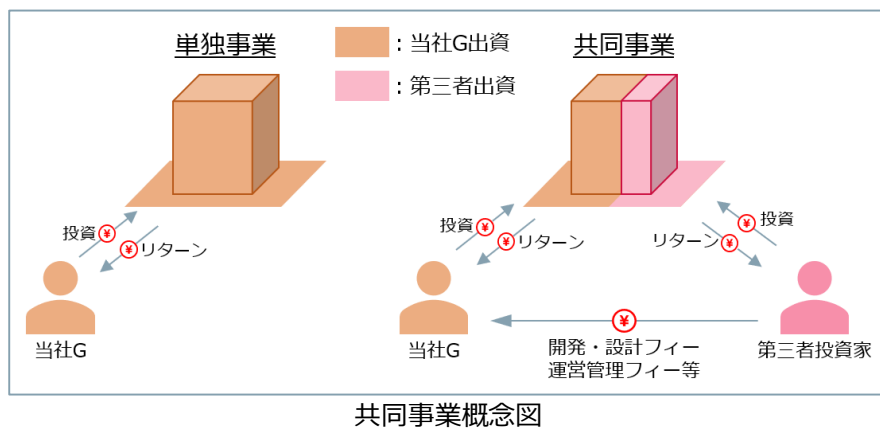 単独事業
：当社G出資
：第三者出資
共同事業
投資
¥
¥
リターン
当社G
投資
¥
¥
リターン
当社G
リターン
¥
¥
投資
第三者投資家
¥
開発・設計フィー
運営管理フィー等
共同事業概念図